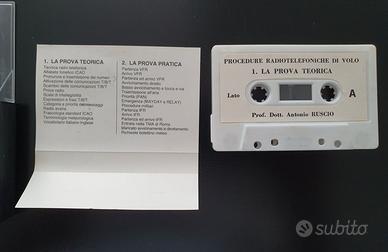 1. LA PROVA TEORICA
Tecnica radio telefonica
Alfabeto fonetico ICAO
Pronuncia e trasmissione dei numeri
Attivazione delle comunicazioni T/B/T
Scambio delle comunicazioni T/B/T
Prova radio
Scala di intelligibilità
Espressioni e frasi T/B/T
Categoria e priorità
Radio avaria
Fraseologia standard ICAO
Terminologia meteorologica
Vocabolario italiano-inglese
2. LA PROVA PRATICA
Partenza VFR
Arrivo VFR
Partenza ed arrivo VFR
Avvicinamento diretto
Basso avvicinamento e tocca e va
Trasmissione all'aria
Priorità (PAN)
Emergenza (MAYDAY e RELAY)
Procedure militari
Partenza IFR
Arrivo IFR
Partenza ed arrivo IFR
Entrata nella TMA di Roma
Mancato avvicinamento e dirottamento
Richieste bollettino meteo
PROCEDURE RADIOTELEFONICHE DI VOLO
1. LA PROVA TEORICA
Lato A
Prof. Dott. Antonio RUSCIO
subito